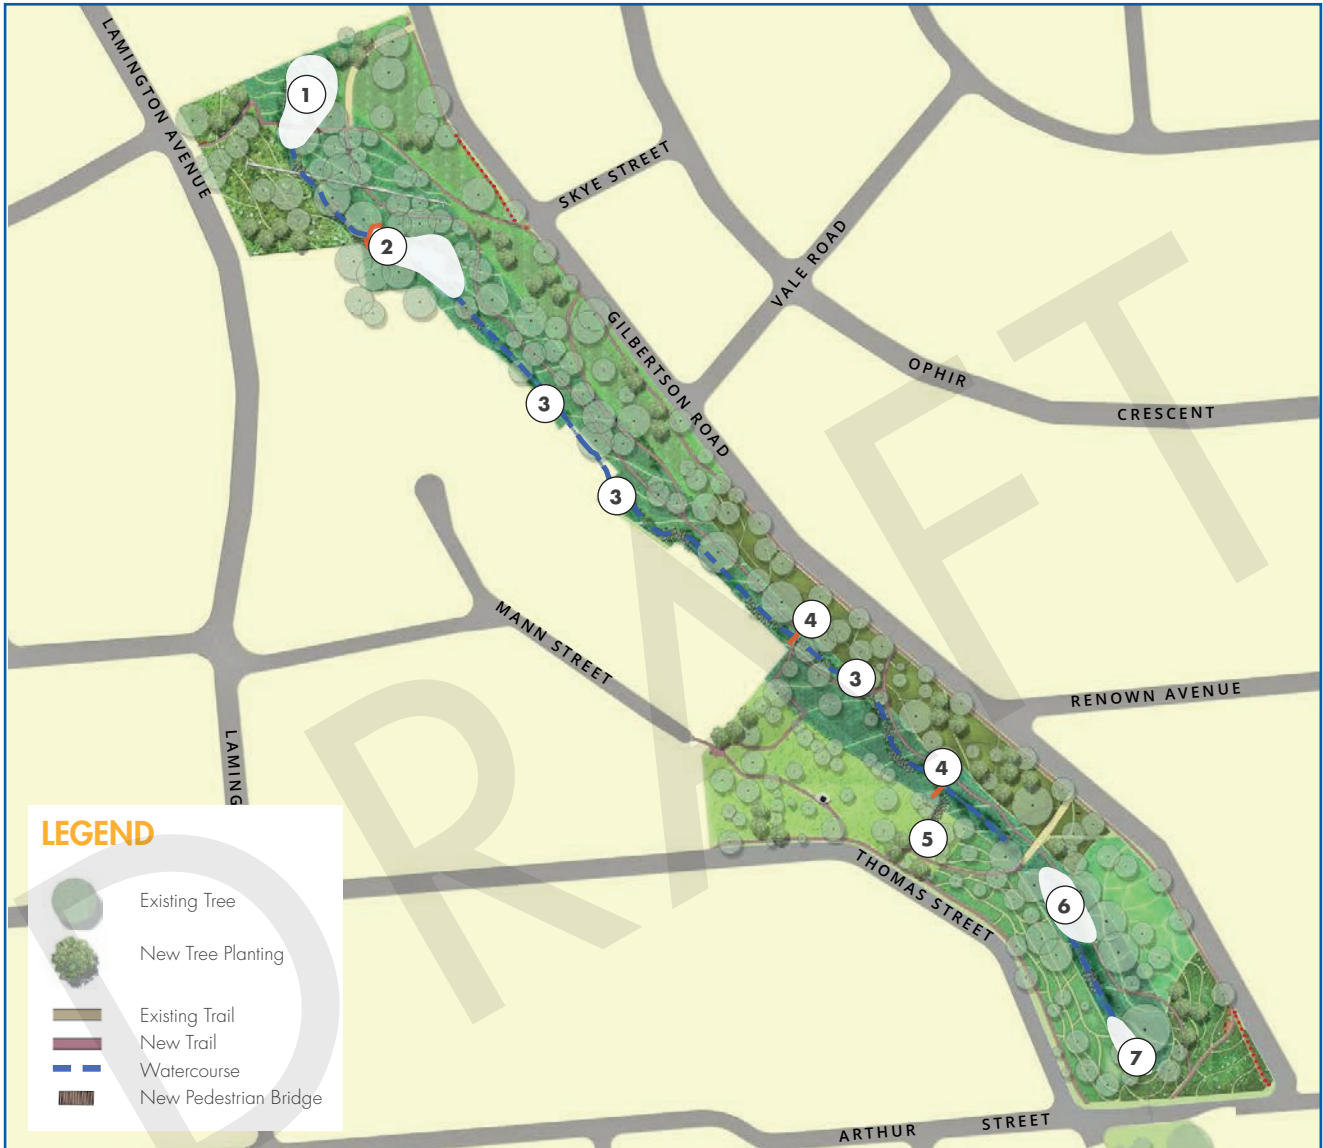 LAMINGTON AVENUE
1
SKYE STREET
2
VALE ROAD
GILBERTSON ROAD
OPHIR
CRESCENT
3
3
MANN STREET
4
3
RENOWN AVENUE
LAMING
4
5
THOMAS STREET
6
7
ARTHUR
STREET
DRAFT
LEGEND
Existing Tree
New Tree Planting
Existing Trail
New Trail
Watercourse
New Pedestrian Bridge